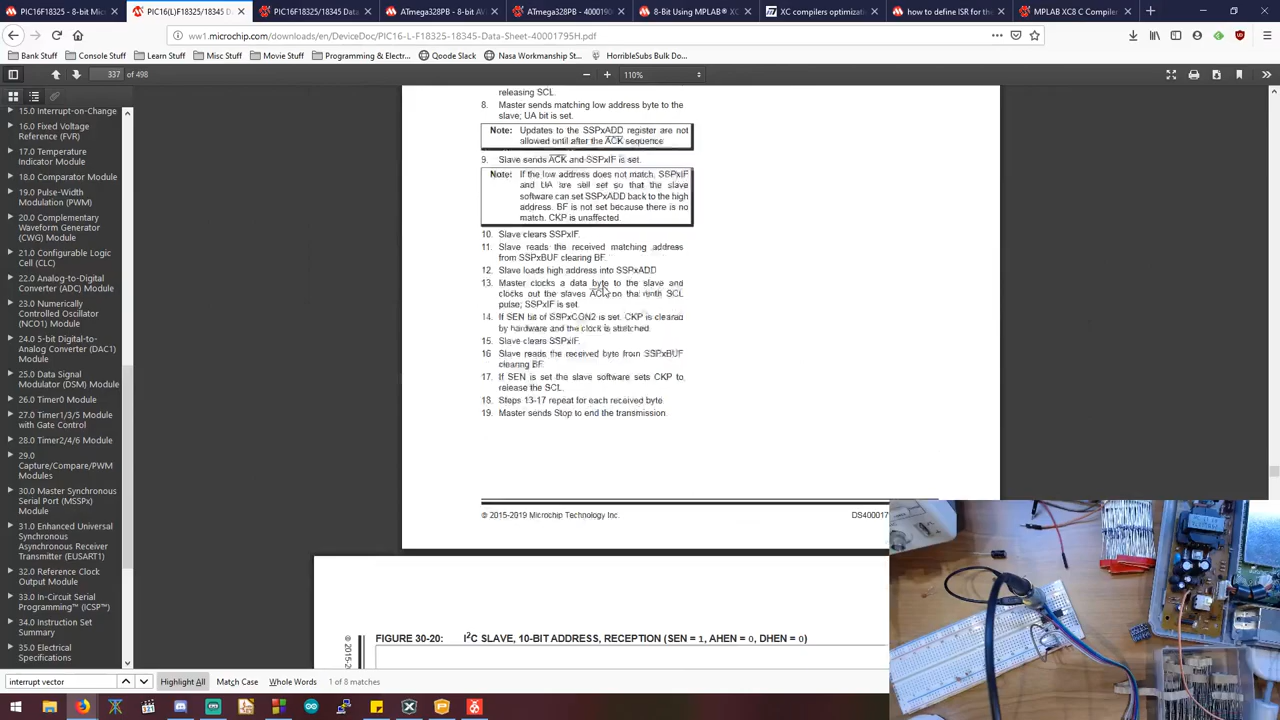 PIC16F18325 - 8-bit Mic
PIC16(L)F18325/18345 D
PIC16F18325/18345 Data
ATmega328PB - 8-bit AV
ATmega328PB - 4000190
8-Bit Using MPLAB® XC
XC compilers optimizatio
how to define ISR for the
MPLAB XC8 C Compiler
ww1.microchip.com/downloads/en/DeviceDoc/PIC16-L-F18325-18345-Data-Sheet-40001795H.pdf
Bank Stuff
Console Stuff
Learn Stuff
Misc Stuff
Movie Stuff
Programming & Electr...
Qoode Slack
Nasa Workmanship St...
HorribleSubs Bulk Do...
337 of 498
110%
15.0 Interrupt-on-Change
16.0 Fixed Voltage
Reference (FVR)
17.0 Temperature
Indicator Module
18.0 Comparator Module
19.0 Pulse-Width
Modulation (PWM)
20.0 Complementary
Waveform Generator
(CWG) Module
21.0 Configurable Logic
Cell (CLC)
22.0 Analog-to-Digital
Converter (ADC) Module
23.0 Numerically
Controlled Oscillator
(NCO1) Module
24.0 5-bit Digital-to-
Analog Converter (DAC1)
Module
25.0 Data Signal
Modulator (DSM) Module
26.0 Timer0 Module
27.0 Timer1/3/5 Module
with Gate Control
28.0 Timer2/4/6 Module
29.0
Capture/Compare/PWM
Modules
30.0 Master Synchronous
Serial Port (MSSPx)
Module
31.0 Enhanced Universal
Synchronous
Asynchronous Receiver
Transmitter (EUSART1)
32.0 Reference Clock
Output Module
33.0 In-Circuit Serial
Programming™ (ICSP™)
34.0 Instruction Set
Summary
35.0 Electrical
Specifications
releasing SCL.
8. Master sends matching low address byte to the
slave; UA bit is set.
Note: Updates to the SSPxADD register are not
allowed until after the ACK sequence
9. Slave sends ACK and SSPxIF is set.
Note: If the low address does not match, SSPxIF
and UA are still set so that the slave
software can set SSPxADD back to the high
address. BF is not set because there is no
match. CKP is unaffected.
10. Slave clears SSPxIF.
11. Slave reads the received matching address
from SSPxBUF clearing BF.
12. Slave loads high address into SSPxADD
13. Master clocks a data byte to the slave and
clocks out the slaves on the ninth SCL
pulse; SSPxIF is set.
14. If SEN bit of SSPxCON2 is set, CKP is cleared
by hardware and the clock is stretched.
15. Slave clears SSPxIF.
16. Slave reads the received byte from SSPxBUF
clearing BF.
17. If SEN is set the slave software sets CKP to
release the SCL.
18. Steps 13-17 repeat for each received byte
19. Master sends Stop to end the transmission.
© 2015-2019 Microchip Technology Inc.
DS400017
FIGURE 30-20: I²C SLAVE, 10-BIT ADDRESS, RECEPTION (SEN = 1, AHEN = 0, DHEN = 0)
© 2015-2
interrupt vector
Highlight All
Match Case
Whole Words
1 of 8 matches